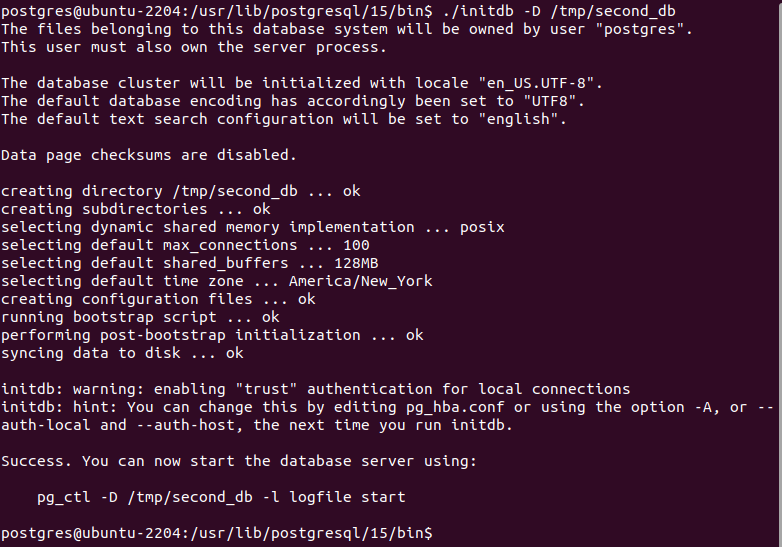 postgres@ubuntu-2204:/usr/lib/postgresql/15/bin$ ./initdb -D /tmp/second_db
The files belonging to this database system will be owned by user "postgres".
This user must also own the server process.

The database cluster will be initialized with locale "en_US.UTF-8".
The default database encoding has accordingly been set to "UTF8".
The default text search configuration will be set to "english".

Data page checksums are disabled.

creating directory /tmp/second_db ... ok
creating subdirectories ... ok
selecting dynamic shared memory implementation ... posix
selecting default max_connections ... 100
selecting default shared_buffers ... 128MB
selecting default time zone ... America/New_York
creating configuration files ... ok
running bootstrap script ... ok
performing post-bootstrap initialization ... ok
syncing data to disk ... ok

initdb: warning: enabling "trust" authentication for local connections
initdb: hint: You can change this by editing pg_hba.conf or using the option -A, or --
auth-local and --auth-host, the next time you run initdb.

Success. You can now start the database server using:

    pg_ctl -D /tmp/second_db -l logfile start

postgres@ubuntu-2204:/usr/lib/postgresql/15/bin$